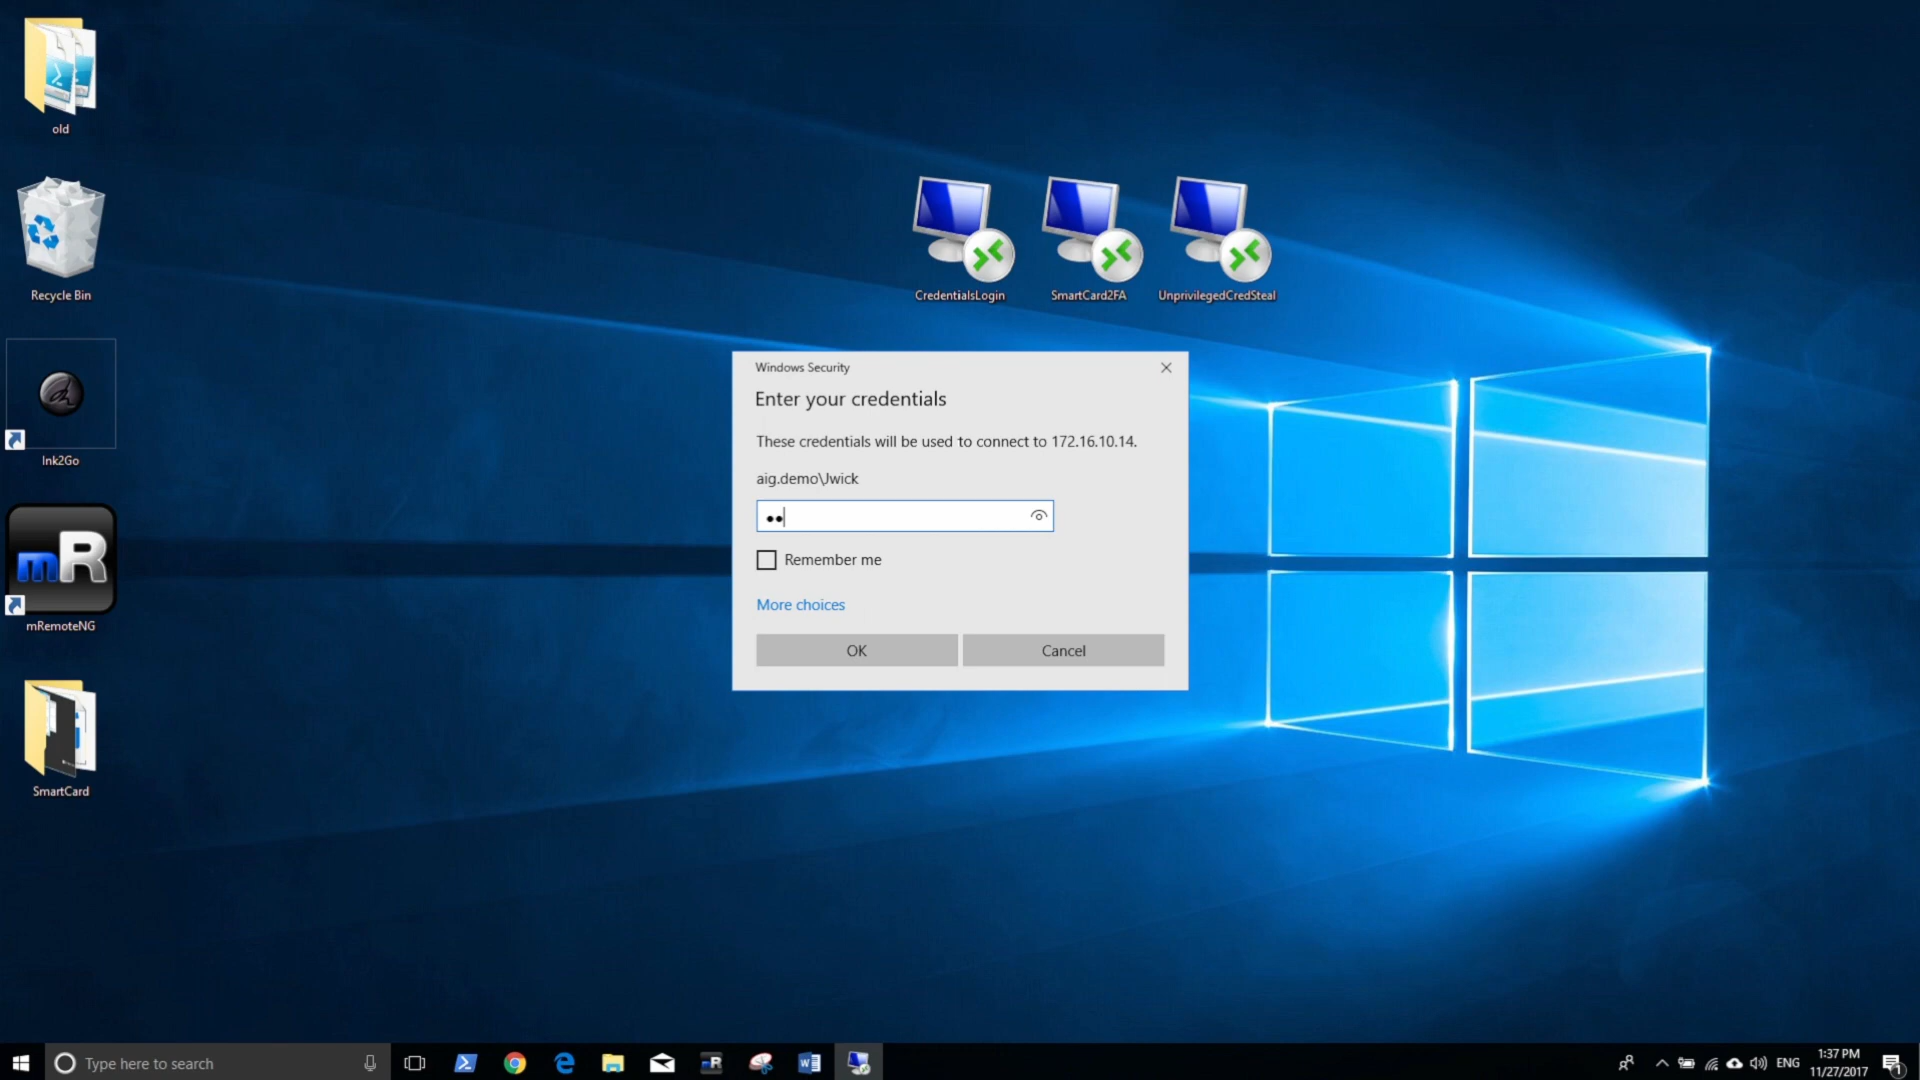 old
Recycle Bin
Ink2Go
mR
mRemoteNG
SmartCard
CredentialsLogin
SmartCard2FA
UnprivilegedCredSteal
Windows Security
Enter your credentials
These credentials will be used to connect to 172.16.10.14.
aig.demo\Jwick
Remember me
More choices
OK
Cancel
Type here to search
ENG
1:37 PM
11/27/2017
1